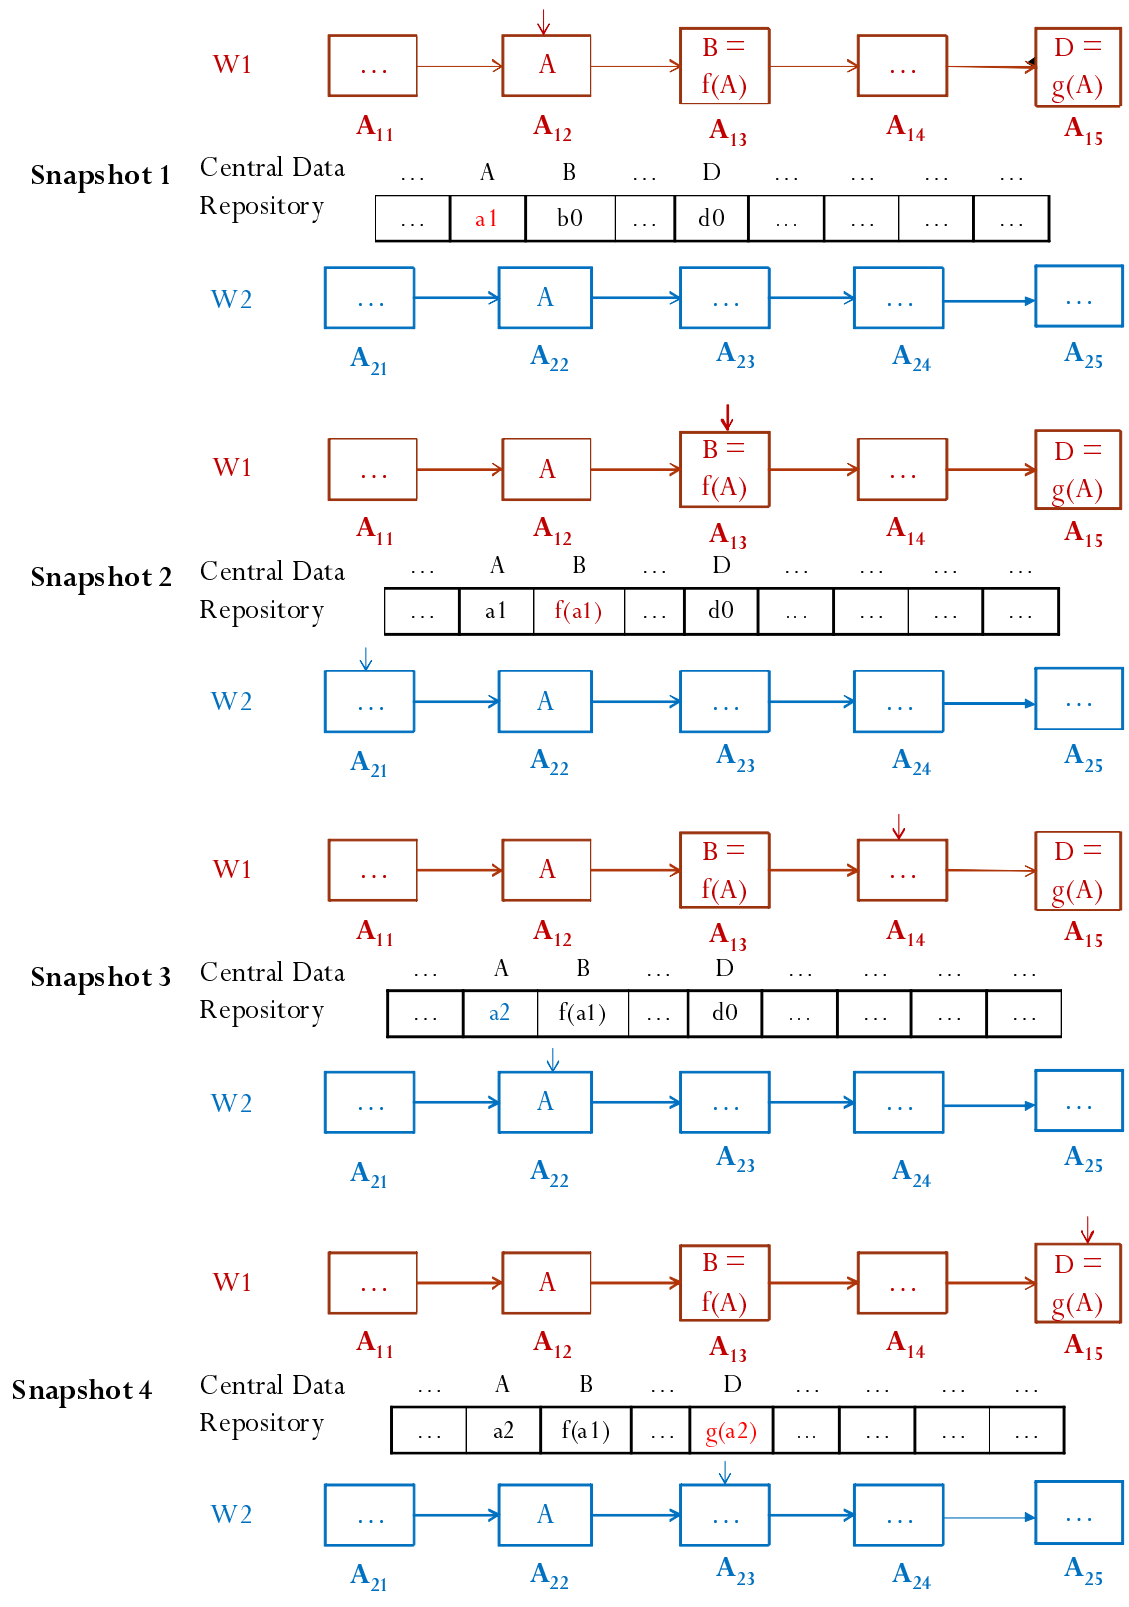 W1 … A B = f(A) … D = g(A)
A11 A12 A13 A14 A15
Snapshot 1 Central Data Repository
… A B … D … … … …
… a1 b0 … d0 … … … …
W2 … A … … …
A21 A22 A23 A24 A25
W1 … A B = f(A) … D = g(A)
A11 A12 A13 A14 A15
Snapshot 2 Central Data Repository
… A B … D … … … …
… a1 f(a1) … d0 … … … …
W2 … A … … …
A21 A22 A23 A24 A25
W1 … A B = f(A) … D = g(A)
A11 A12 A13 A14 A15
Snapshot 3 Central Data Repository
… A B … D … … … …
… a2 f(a1) … d0 … … … …
W2 … A … … …
A21 A22 A23 A24 A25
W1 … A B = f(A) … D = g(A)
A11 A12 A13 A14 A15
Snapshot 4 Central Data Repository
… A B … D … … … …
… a2 f(a1) … g(a2) … … … …
W2 … A … … …
A21 A22 A23 A24 A25